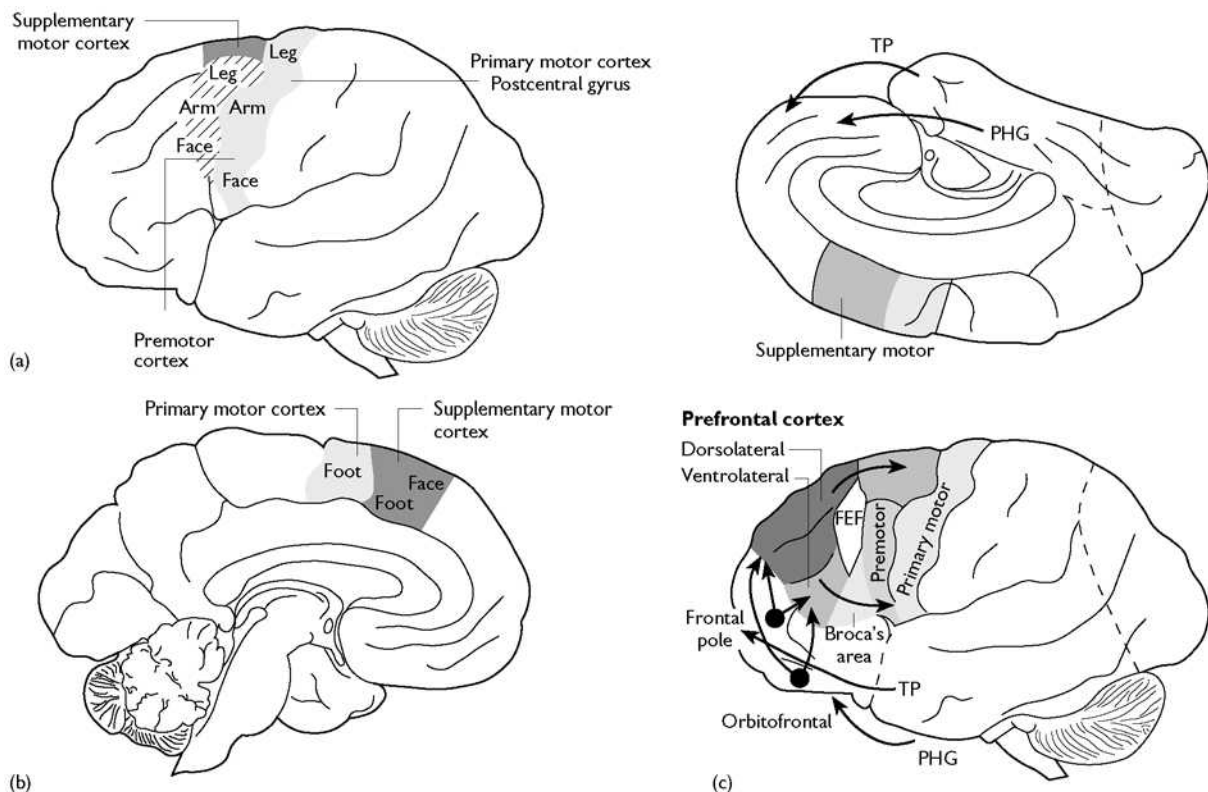 Supplementary
motor cortex
Leg
Leg
Primary motor cortex
Postcentral gyrus
Arm
Arm
Face
Face
Premotor
cortex
(a)
TP
PHG
Supplementary motor
Primary motor cortex
Supplementary motor
cortex
Foot
Face
Foot
(b)
Prefrontal cortex
Dorsolateral
Ventrolateral
FEF
Premotor
Primary motor
Frontal
pole
Broca's
area
TP
Orbitofrontal
PHG
(c)